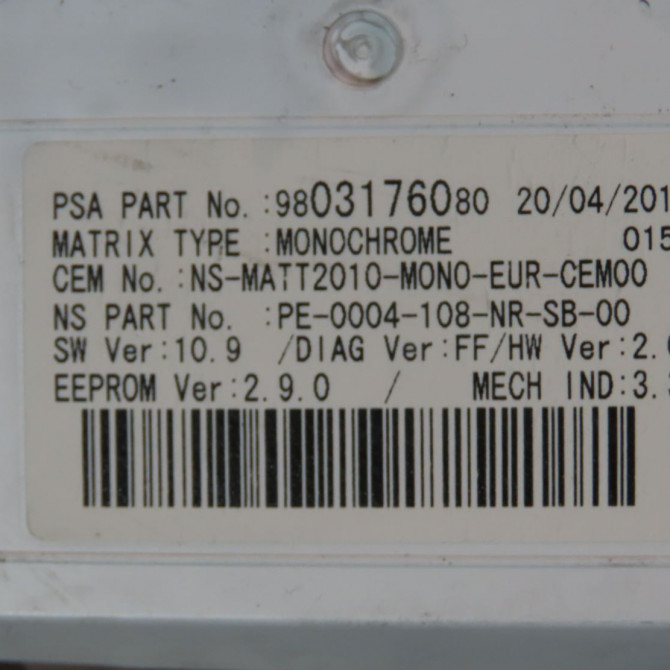 PSA PART No.:9803176080 20/04/201
MATRIX TYPE :MONOCHROME 015
CEM No.:NS-MATT2010-MONO-EUR-CEM00
NS PART No. :PE-0004-108-NR-SB-00
SW Ver:10.9 /DIAG Ver:FF/HW Ver:2.
EEPROM Ver:2.9.0 / MECH IND:3.